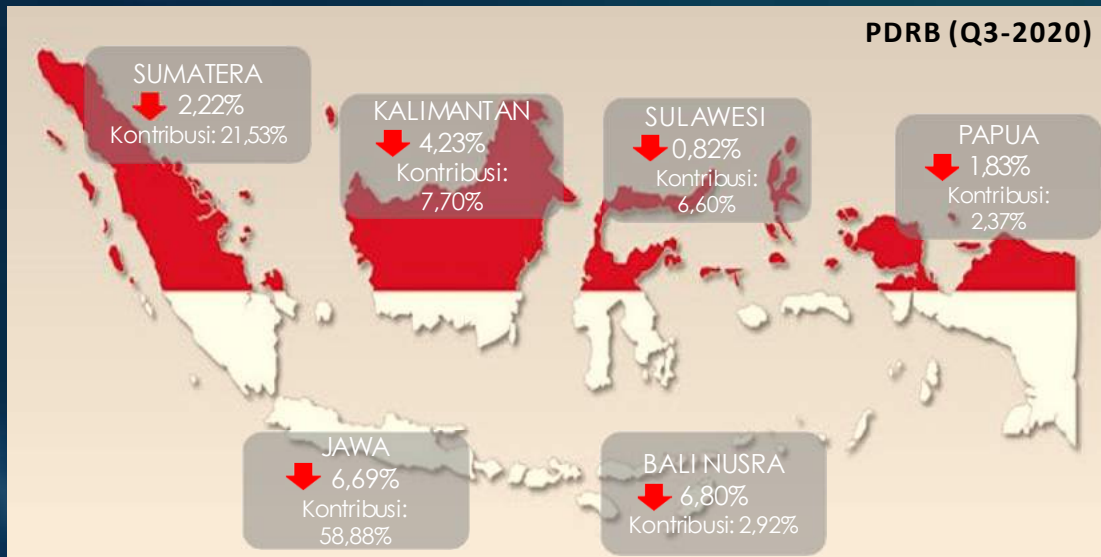 PDRB (Q3-2020)
SUMATERA
2,22%
Kontribusi: 21,53%
KALIMANTAN
4,23%
Kontribusi:
7,70%
SULAWESI
0,82%
Kontribusi:
6,60%
PAPUA
1,83%
Kontribusi:
2,37%
JAWA
6,69%
Kontribusi:
58,88%
BALI NUSRA
6,80%
Kontribusi: 2,92%